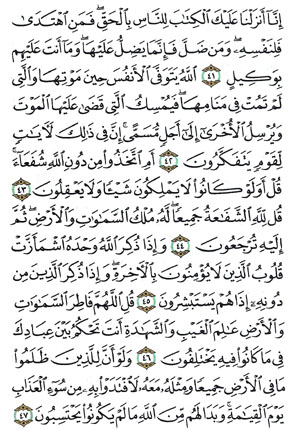 إِنَّآ أَنزَلْنَا عَلَيْكَ ٱلْكِتَٰبَ لِلنَّاسِ بِٱلْحَقِّ ۖ فَمَنِ ٱهْتَدَىٰ
فَلِنَفْسِهِۦ ۖ وَمَن ضَلَّ فَإِنَّمَا يَضِلُّ عَلَيْهَا ۖ وَمَآ أَنتَ عَلَيْهِم
بِوَكِيلٍ ٤١ ٱللَّهُ يَتَوَفَّى ٱلْأَنفُسَ حِينَ مَوْتِهَا وَٱلَّتِى
لَمْ تَمُتْ فِى مَنَامِهَا ۖ فَيُمْسِكُ ٱلَّتِى قَضَىٰ عَلَيْهَا ٱلْمَوْتَ
وَيُرْسِلُ ٱلْأُخْرَىٰٓ إِلَىٰٓ أَجَلٍ مُّسَمًّى ۚ إِنَّ فِى ذَٰلِكَ لَءَايَٰتٍ
لِّقَوْمٍ يَتَفَكَّرُونَ ٤٢ أَمِ ٱتَّخَذُوا۟ مِن دُونِ ٱللَّهِ شُفَعَآءَ ۚ
قُلْ أَوَلَوْ كَانُوا۟ لَا يَمْلِكُونَ شَيْـًٔا وَلَا يَعْقِلُونَ ٤٣
قُل لِّلَّهِ ٱلشَّفَٰعَةُ جَمِيعًا ۖ لَّهُۥ مُلْكُ ٱلسَّمَٰوَٰتِ وَٱلْأَرْضِ ۖ ثُمَّ
إِلَيْهِ تُرْجَعُونَ ٤٤ وَإِذَا ذُكِرَ ٱللَّهُ وَحْدَهُ ٱشْمَأَزَّتْ
قُلُوبُ ٱلَّذِينَ لَا يُؤْمِنُونَ بِٱلْءَاخِرَةِ ۖ وَإِذَا ذُكِرَ ٱلَّذِينَ مِن
دُونِهِۦٓ إِذَا هُمْ يَسْتَبْشِرُونَ ٤٥ قُلِ ٱللَّهُمَّ فَاطِرَ ٱلسَّمَٰوَٰتِ
وَٱلْأَرْضِ عَٰلِمَ ٱلْغَيْبِ وَٱلشَّهَٰدَةِ أَنتَ تَحْكُمُ بَيْنَ عِبَادِكَ
فِى مَا كَانُوا۟ فِيهِ يَخْتَلِفُونَ ٤٦ وَلَوْ أَنَّ لِلَّذِينَ ظَلَمُوا۟
مَا فِى ٱلْأَرْضِ جَمِيعًا وَمِثْلَهُۥ مَعَهُۥ لَٱفْتَدَوْا۟ بِهِۦ مِن سُوٓءِ ٱلْعَذَابِ
يَوْمَ ٱلْقِيَٰمَةِ ۚ وَبَدَا لَهُم مِّنَ ٱللَّهِ مَا لَمْ يَكُونُوا۟ يَحْتَسِبُونَ ٤٧